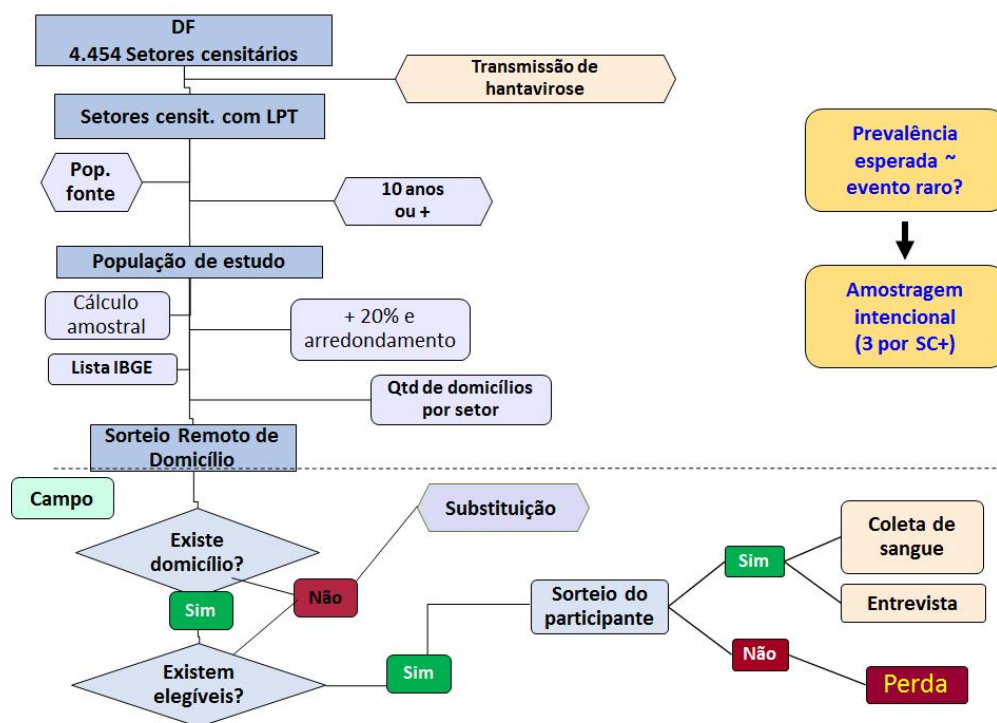 DF
4.454 Setores censitários
Transmissão de
hantavirose
Setores censit. com LPT
Pop.
fonte
10 anos
ou +
População de estudo
Cálculo
amostral
+ 20% e
arredondamento
Lista IBGE
Qtd de domicílios
por setor
Sorteio Remoto de
Domicílio
Prevalência
esperada ~
evento raro?
Amostragem
intencional
(3 por SC+)
Campo
Existe
domicílio?
Não
Substituição
Sim
Existem
elegíveis?
Sim
Sorteio do
participante
Sim
Coleta de
sangue
Entrevista
Não
Perda